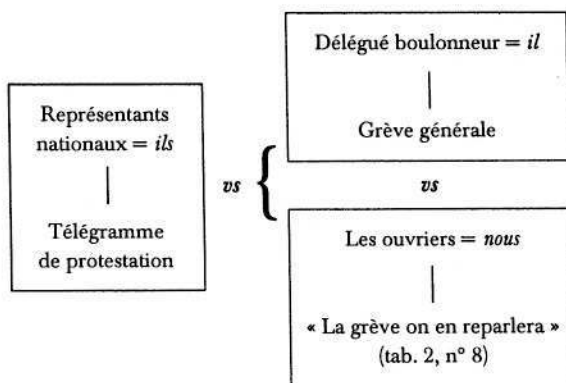 Représentants
nationaux = ils
Télégramme
de protestation
vs {
Délégué boulonneur = il
Grève générale
vs
Les ouvriers = nous
« La grève on en reparlera »
(tab. 2, n° 8)